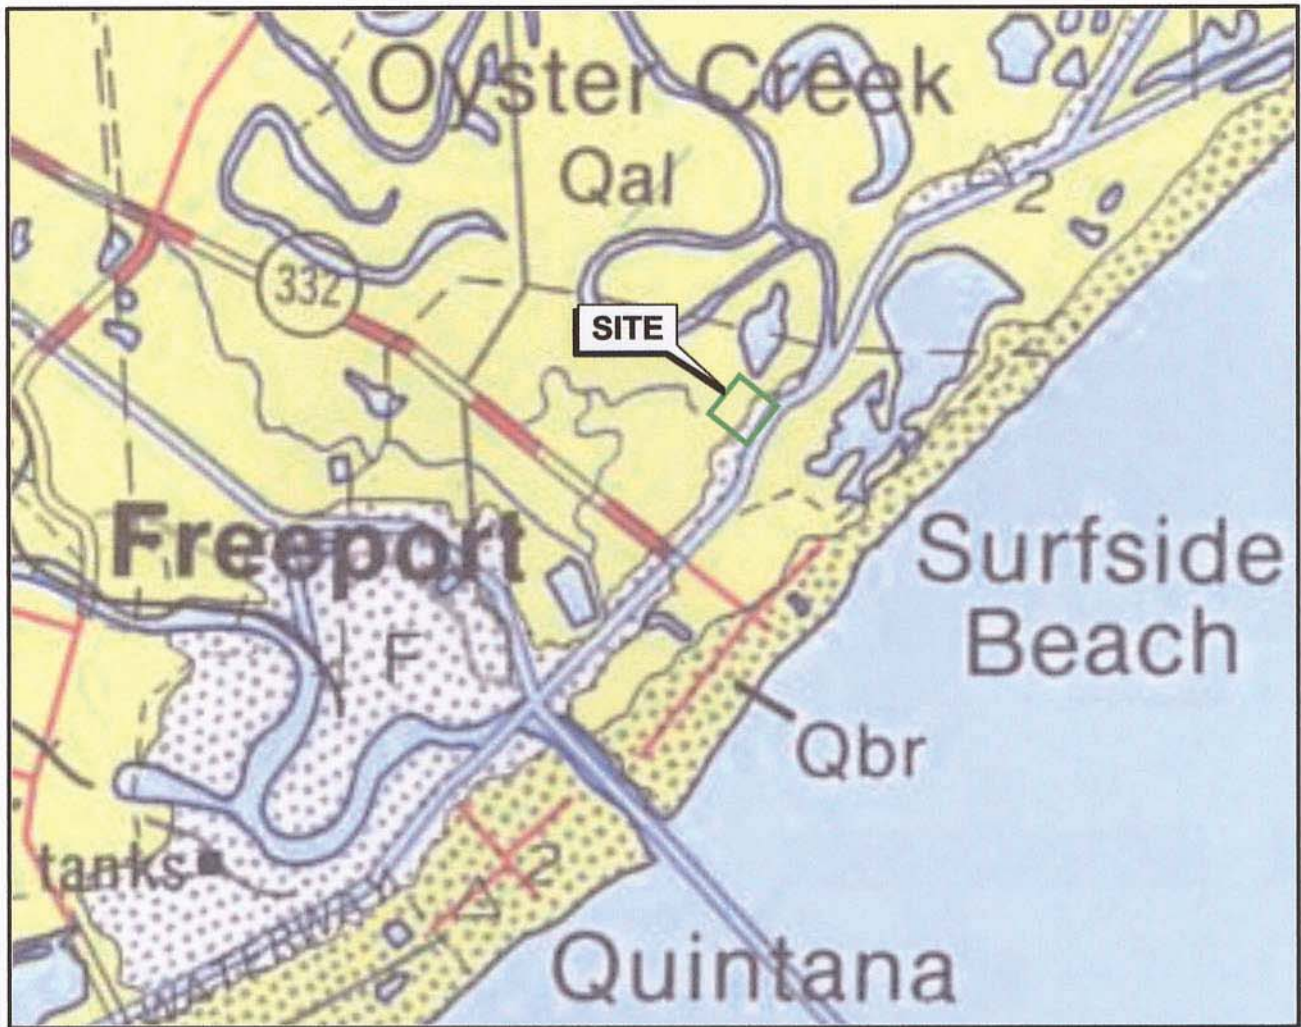 Oyster Creek
Qal
2
332
SITE
Freeport
Surfside
Beach
F
Qbr
tanks
2
WATERWAY
Quintana